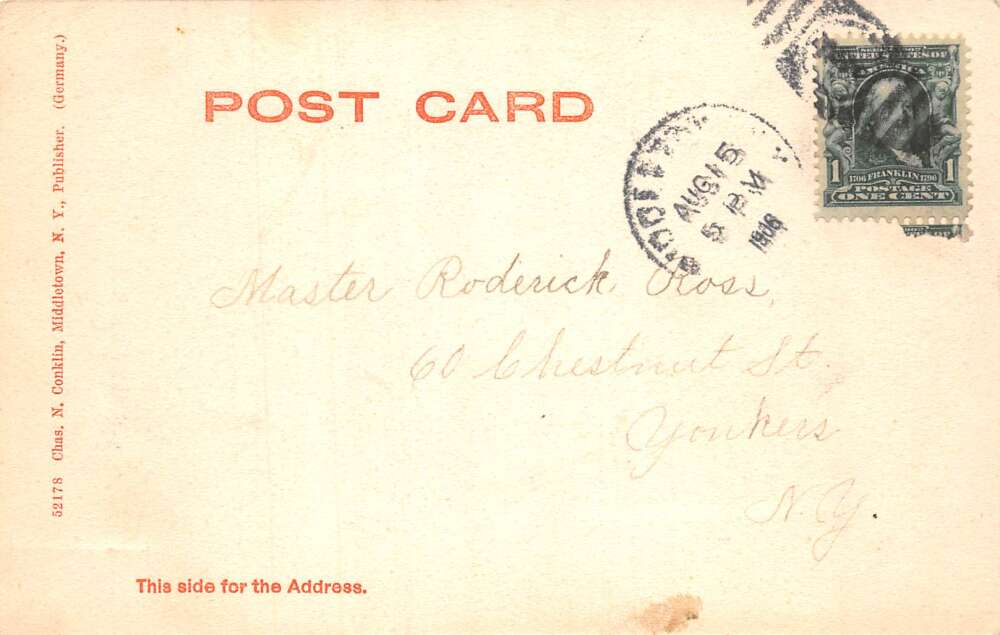 52178 Chas. N. Conklin, Middletown, N. Y., Publisher. (Germany.)
POST CARD
AUG 15
5 PM
1906
1706 FRANKLIN 1790
1 POSTAGE 1
ONE CENT
Master Roderick Ross,
60 Chestnut St.
Yonkers
N.Y.
This side for the Address.